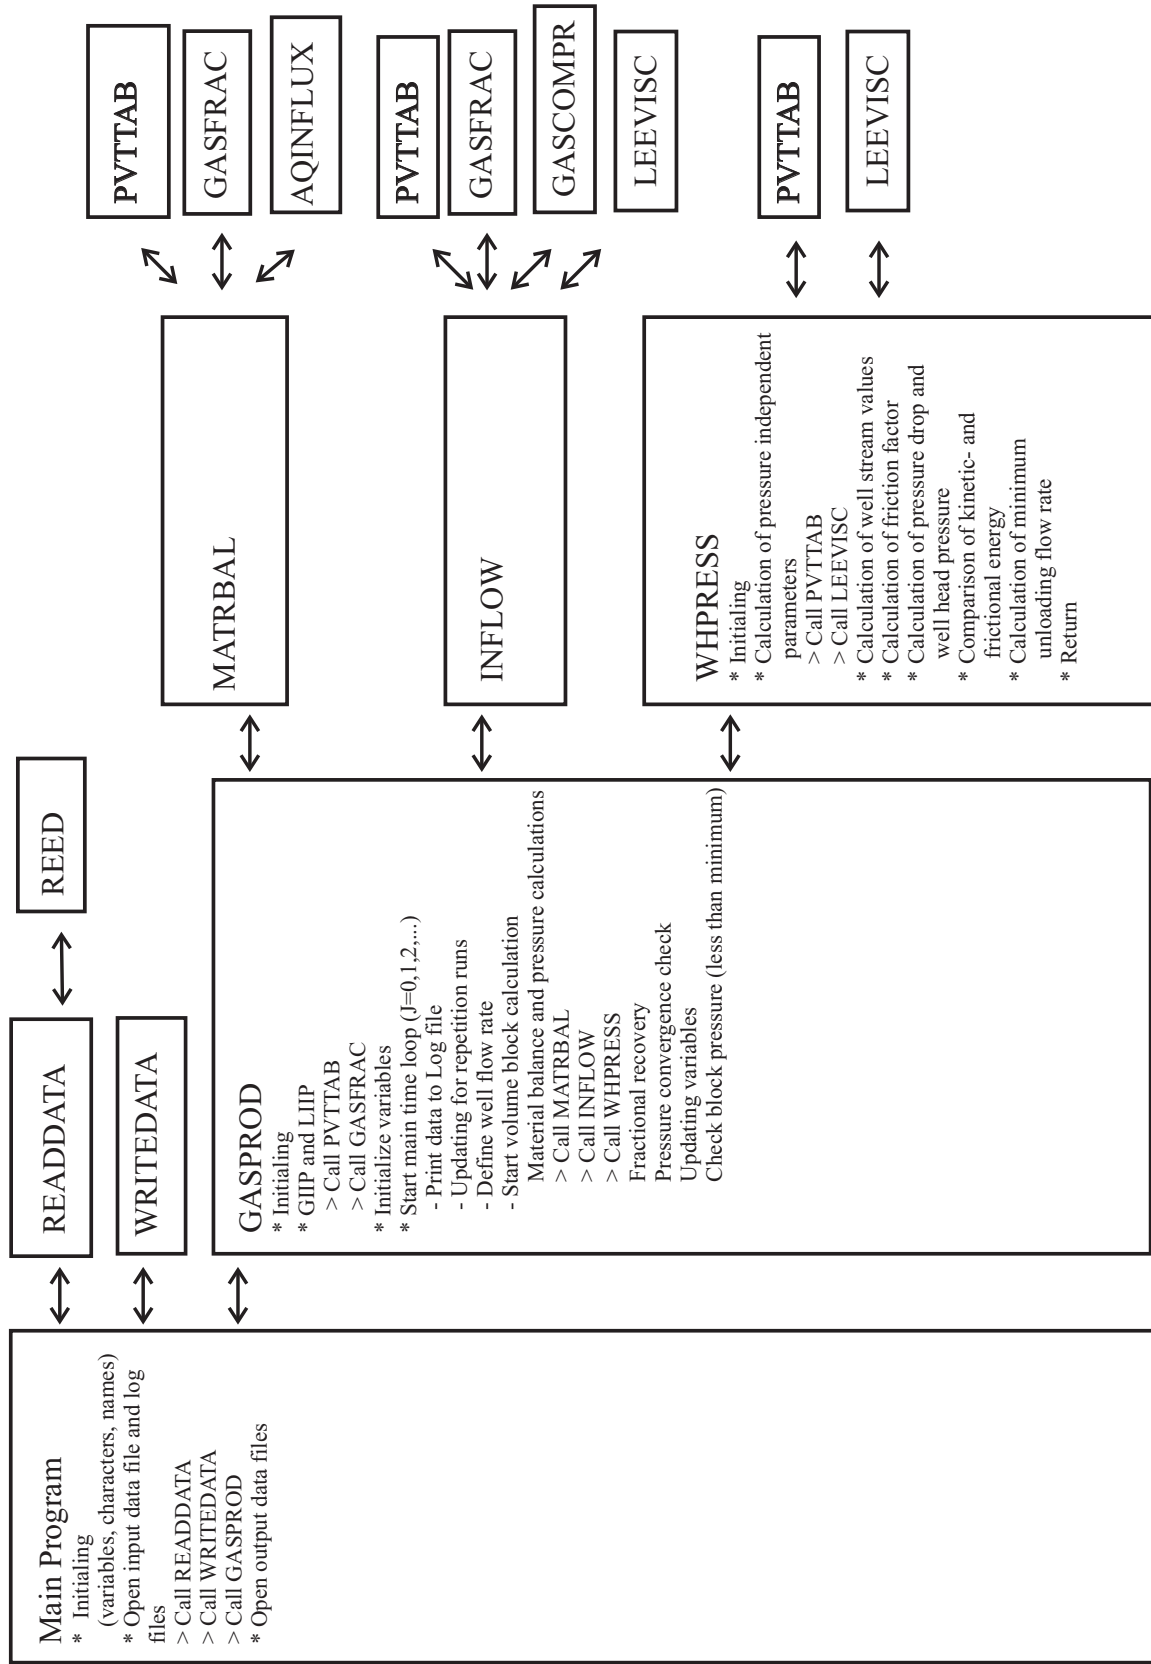 Main Program
* Initialing
(variables, characters, names)
* Open input data file and log
files
> Call READDATA
> Call WRITEDATA
> Call GASPROD
* Open output data files
READDATA
REED
WRITEDATA
GASPROD
* Initialing
* GIIP and LIIP
> Call PVTTAB
> Call GASFRAC
* Initialize variables
* Start main time loop (J=0,1,2,...)
- Print data to Log file
- Updating for repetition runs
- Define well flow rate
- Start volume block calculation
Material balance and pressure calculations
> Call MATRBAL
> Call INFLOW
> Call WHPRESS
Fractional recovery
Pressure convergence check
Updating variables
Check block pressure (less than minimum)
MATRBAL
PVTTAB
GASFRAC
AQINFLUX
INFLOW
PVTTAB
GASFRAC
GASCOMPR
LEEVISC
WHPRESS
* Initialing
* Calculation of pressure independent
parameters
> Call PVTTAB
> Call LEEVISC
* Calculation of well stream values
* Calculation of friction factor
* Calculation of pressure drop and
well head pressure
* Comparison of kinetic- and
frictional energy
* Calculation of minimum
unloading flow rate
* Return
PVTTAB
LEEVISC